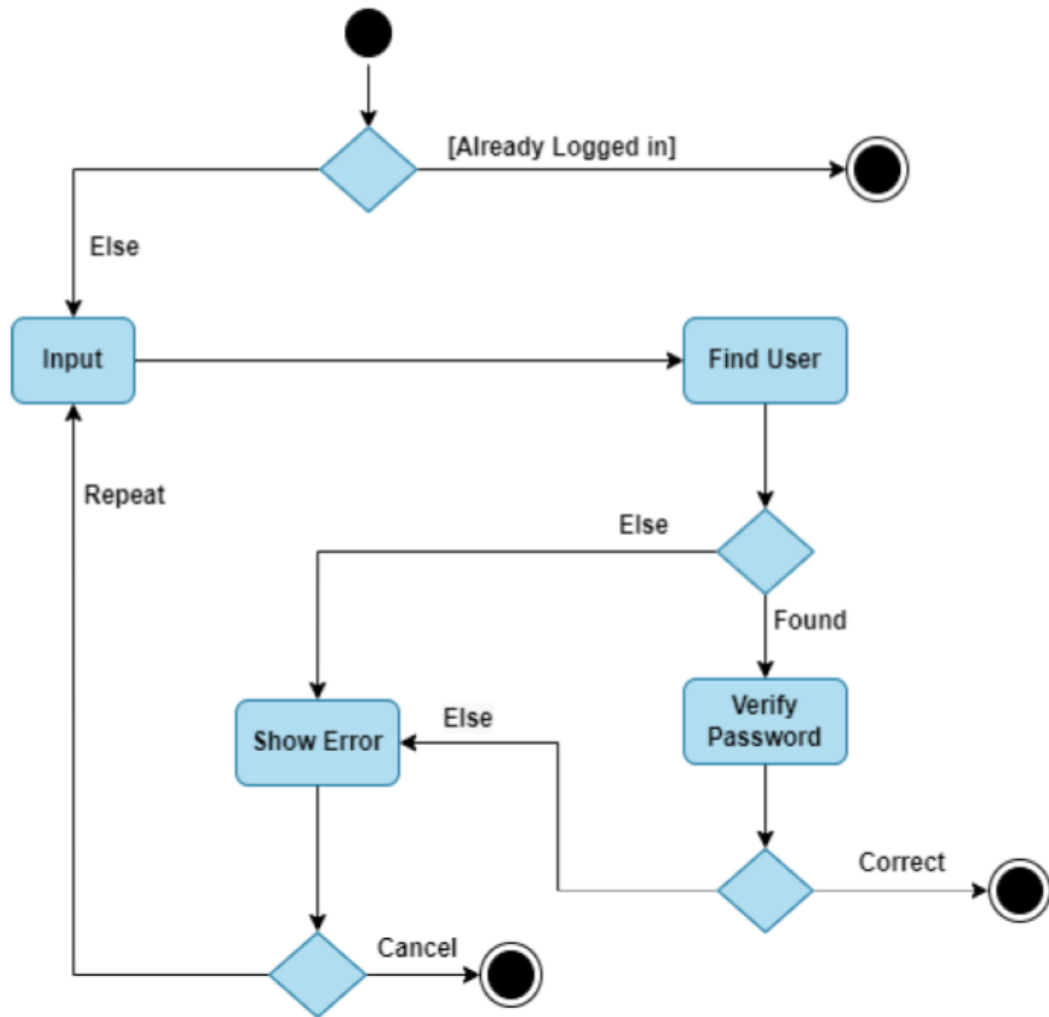 [Already Logged in]
Else
Input
Find User
Repeat
Else
Found
Verify
Password
Else
Show Error
Correct
Cancel